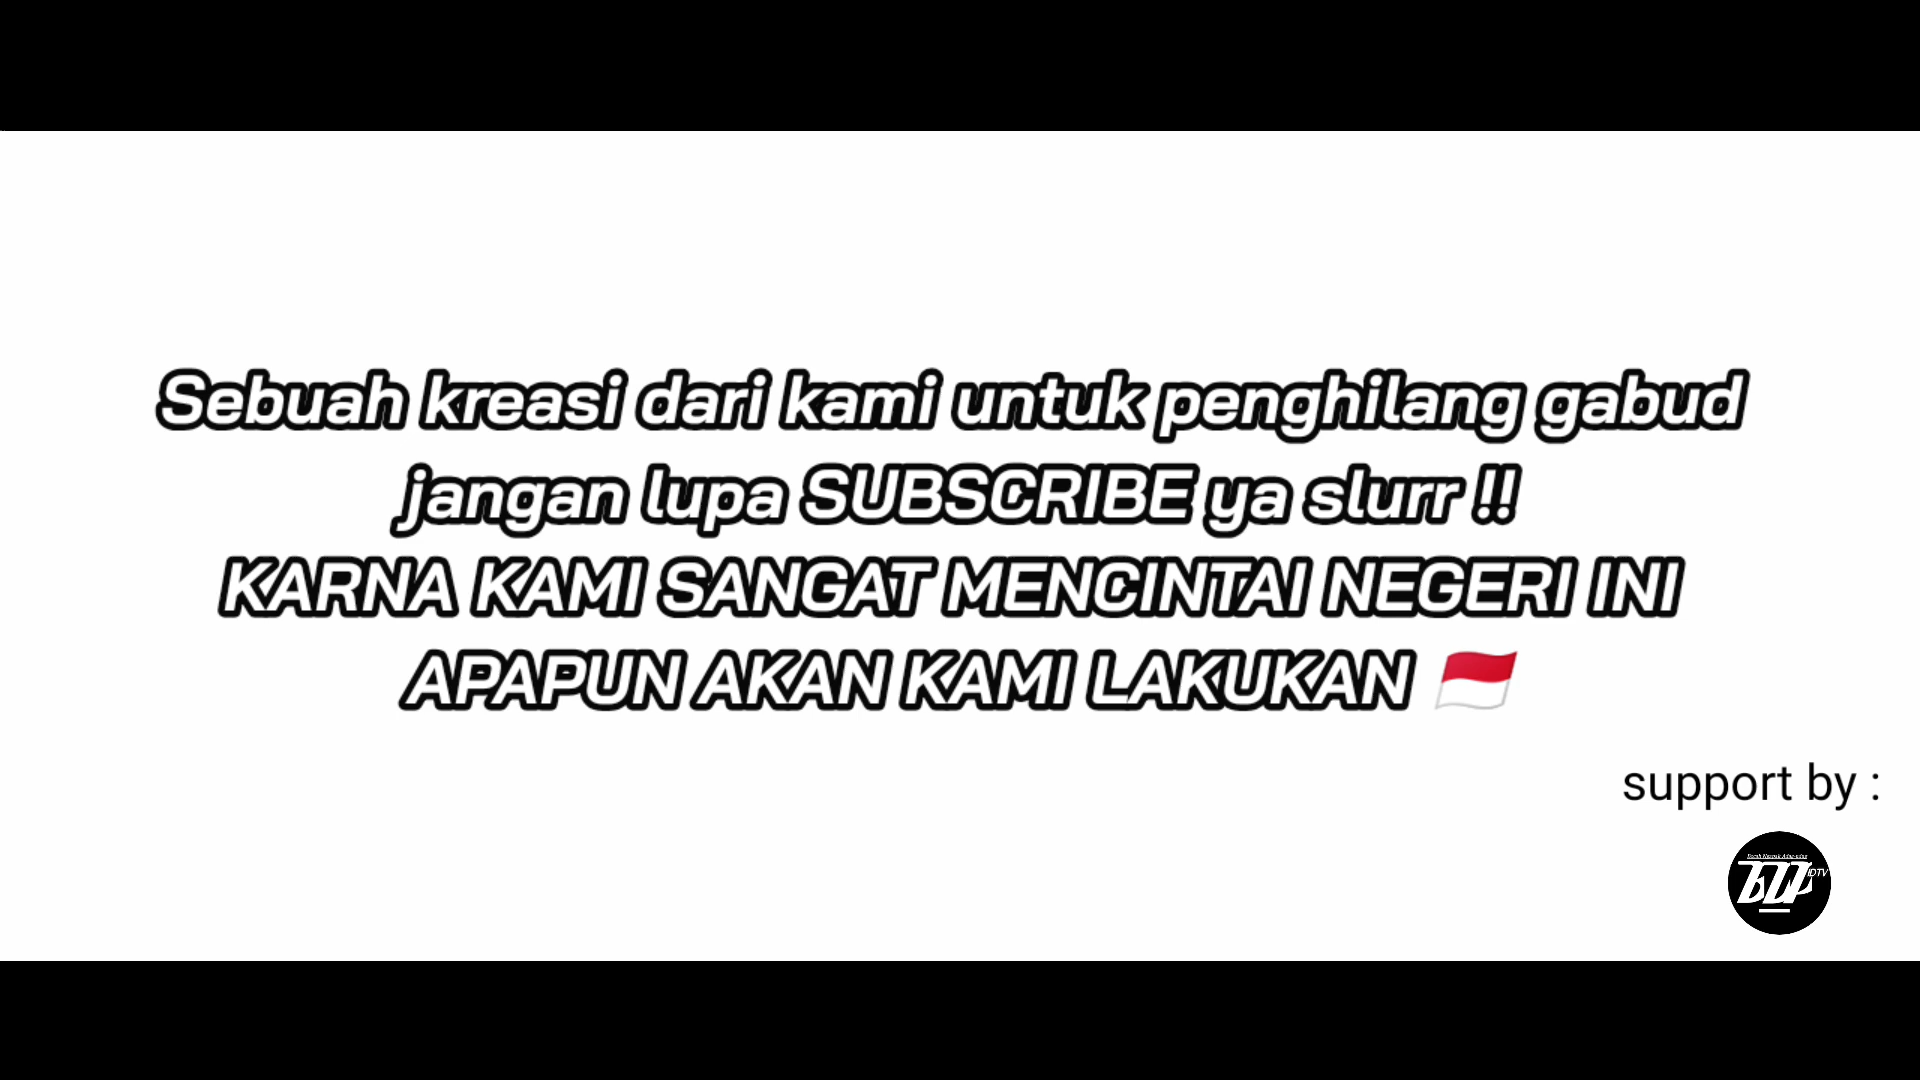 Sebuah kreasi dari kami untuk penghilang gabud
jangan lupa SUBSCRIBE ya slurr !!
KARNA KAMI SANGAT MENCINTAI NEGERI INI
APAPUN AKAN KAMI LAKUKAN 🇮🇩
support by :
IDTV